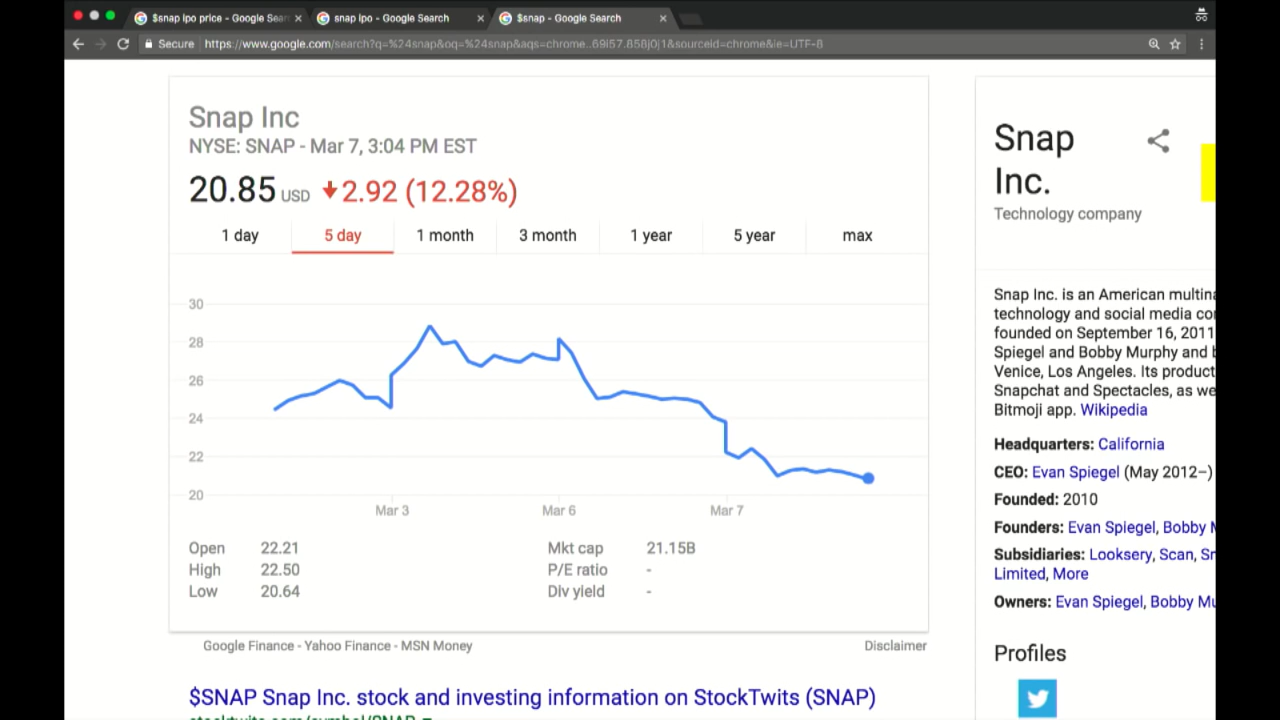 $snap ipo price - Google Sear
snap ipo - Google Search
$snap - Google Search
Secure
https://www.google.com/search?q=%24snap&oq=%24snap&aqs=chrome..69i57.858j0j1&sourceid=chrome&ie=UTF-8
Snap Inc
NYSE: SNAP - Mar 7, 3:04 PM EST
20.85 USD 2.92 (12.28%)
1 day 5 day 1 month 3 month 1 year 5 year max
30
28
26
24
22
20
Mar 3 Mar 6 Mar 7
Open 22.21 Mkt cap 21.15B
High 22.50 P/E ratio -
Low 20.64 Div yield -
Google Finance - Yahoo Finance - MSN Money
Disclaimer
$SNAP Snap Inc. stock and investing information on StockTwits (SNAP)
Snap
Inc.
Technology company
Snap Inc. is an American multina
technology and social media co
founded on September 16, 2011
Spiegel and Bobby Murphy and b
Venice, Los Angeles. Its product
Snapchat and Spectacles, as we
Bitmoji app. Wikipedia
Headquarters: California
CEO: Evan Spiegel (May 2012–)
Founded: 2010
Founders: Evan Spiegel, Bobby M
Subsidiaries: Looksery, Scan, Sn
Limited, More
Owners: Evan Spiegel, Bobby Mu
Profiles